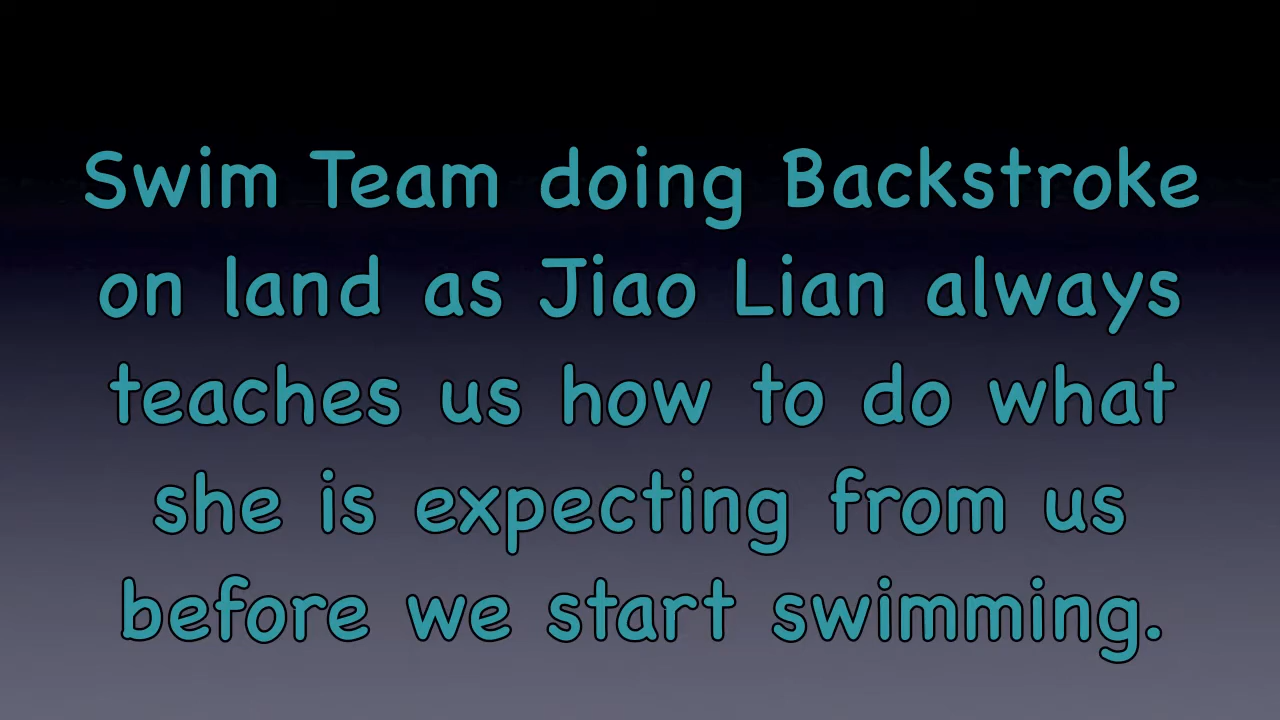 Swim Team doing Backstroke
on land as Jiao Lian always
teaches us how to do what
she is expecting from us
before we start swimming.